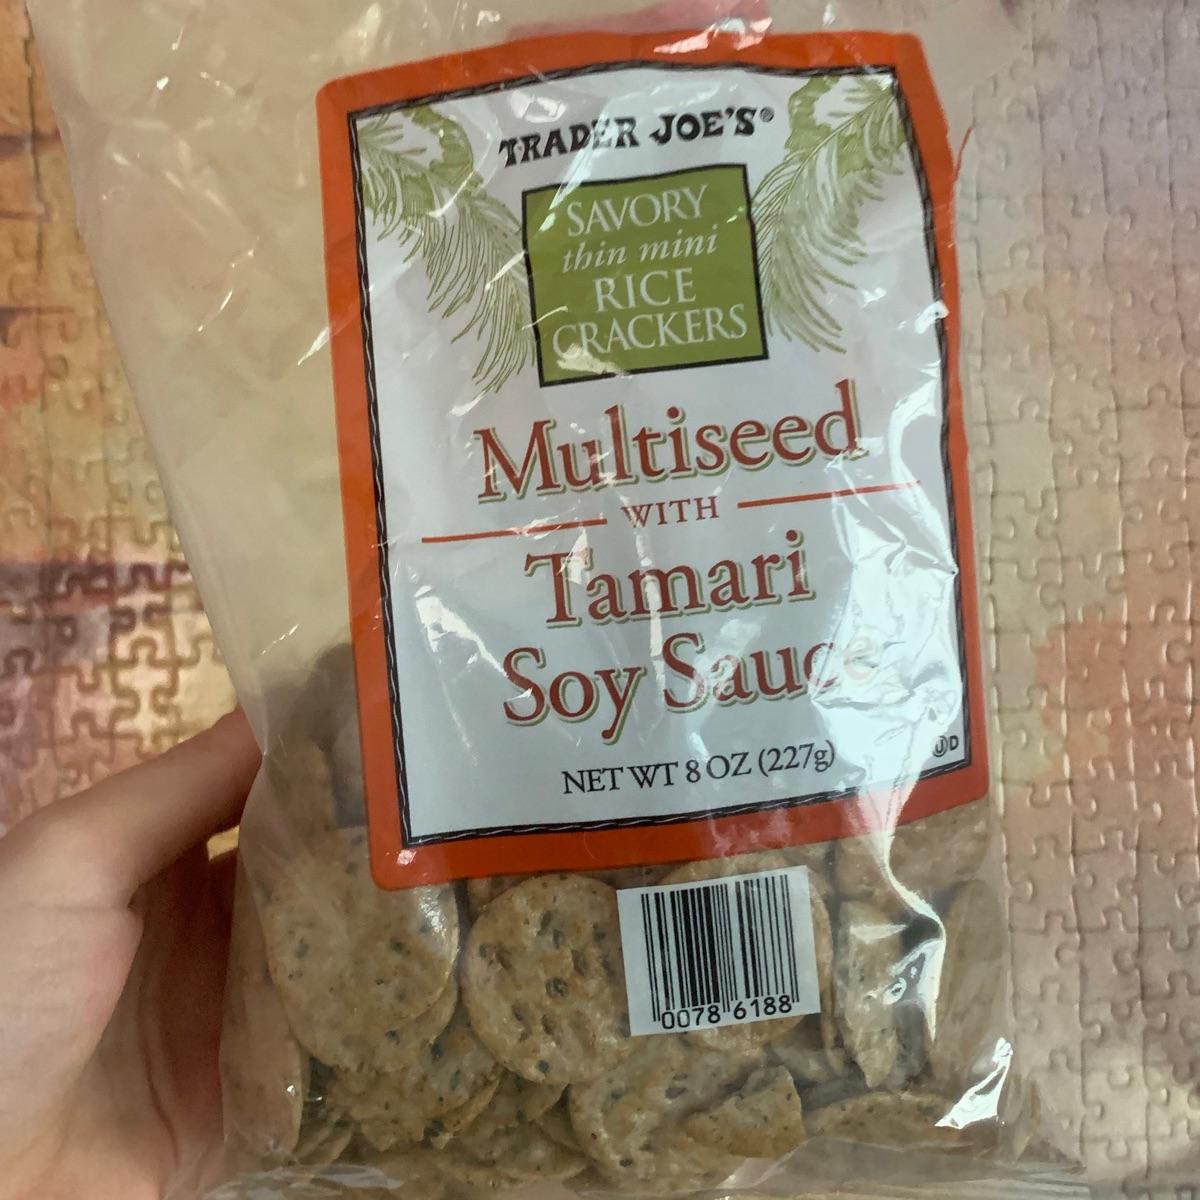 TRADER JOE'S®
SAVORY
thin mini
RICE
CRACKERS
Multiseed
WITH
Tamari
Soy Sauce
NET WT 8 OZ (227g)
UD
0078 6188